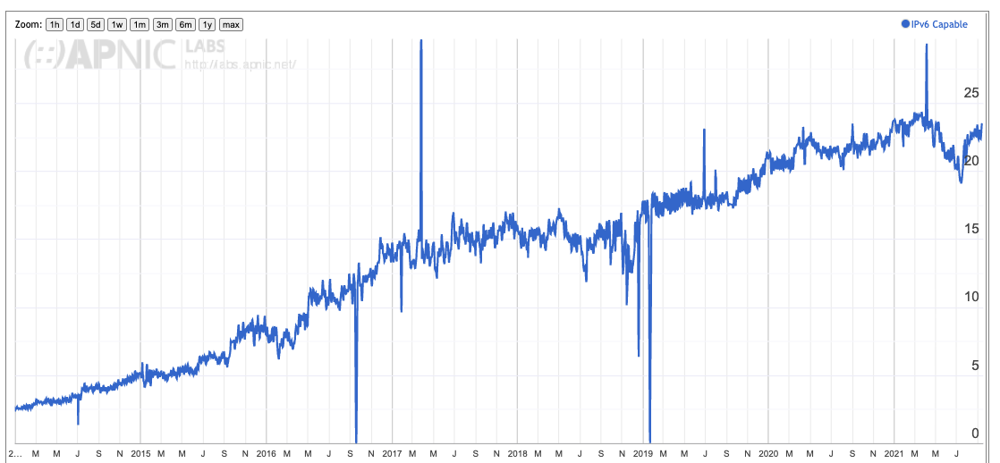 Zoom: 1h 1d 5d 1w 1m 3m 6m 1y max
IPv6 Capable
(::) APNIC LABS
http://labs.apnic.net/
25
20
15
10
5
0
2... M M J S N 2015 M M J S N 2016 M M J S N 2017 M M J S N 2018 M M J S N 2019 M M J S N 2020 M M J S N 2021 M M J